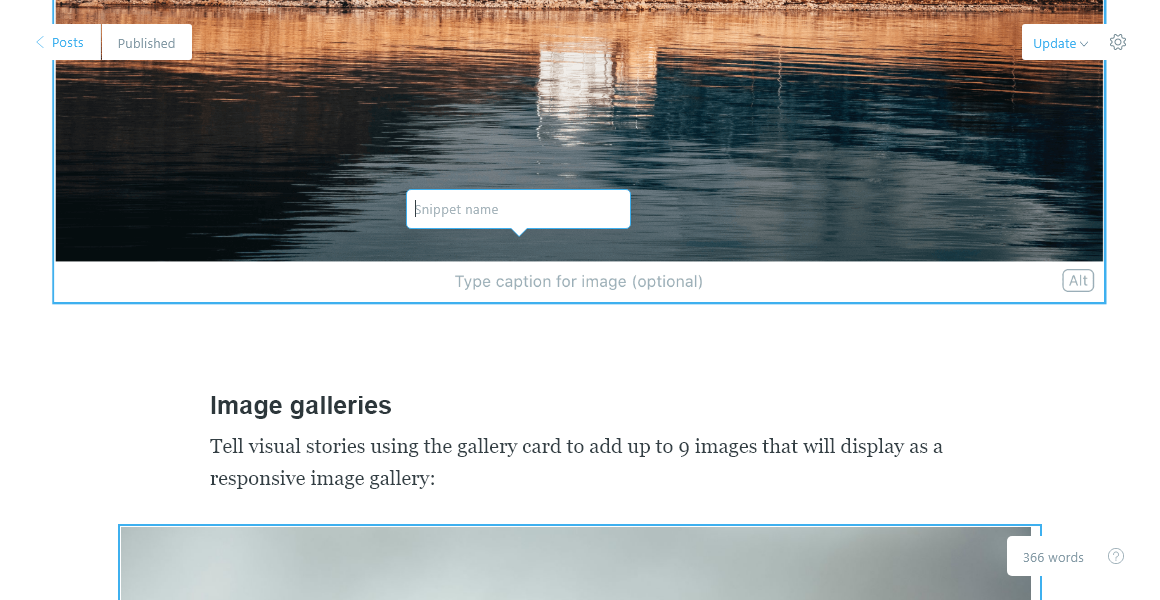 Posts
Published
Update
Snippet name
Type caption for image (optional)
Alt
Image galleries
Tell visual stories using the gallery card to add up to 9 images that will display as a
responsive image gallery:
366 words
?